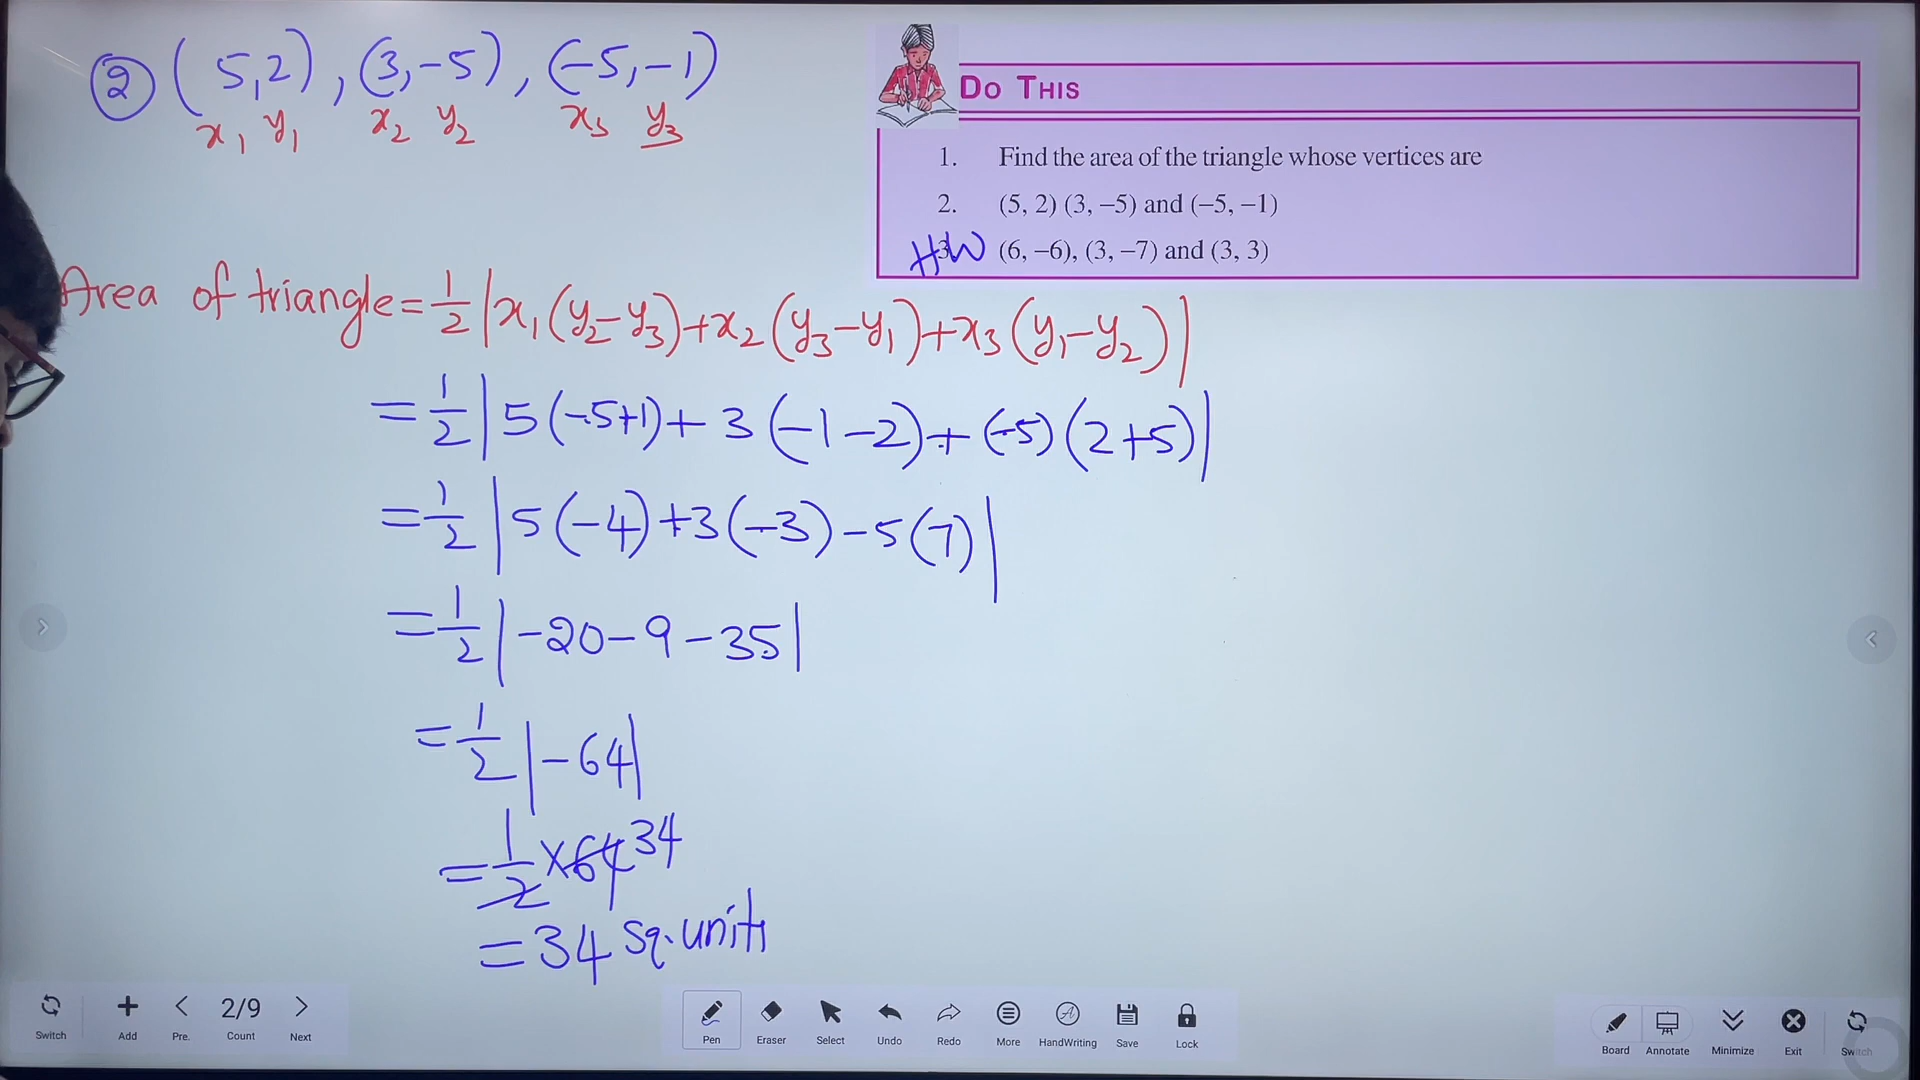 ② (5,2), (3,-5), (-5,-1)
x₁ y₁ x₂ y₂ x₃ y₃
DO THIS
1. Find the area of the triangle whose vertices are
2. (5, 2) (3, –5) and (–5, –1)
HW 3. (6, –6), (3, –7) and (3, 3)
Area of triangle = 1/2 |x₁(y₂-y₃)+x₂(y₃-y₁)+x₃(y₁-y₂)|
= 1/2 |5(-5+1)+3(-1-2)+(-5)(2+5)|
= 1/2 |5(-4)+3(-3)-5(7)|
= 1/2 |-20-9-35|
= 1/2 |-64|
= 1/2 × 64 34
= 34 sq.units
Switch Add Pre. 2/9 Count Next Pen Eraser Select Undo Redo More HandWriting Save Lock Board Annotate Minimize Exit Switch